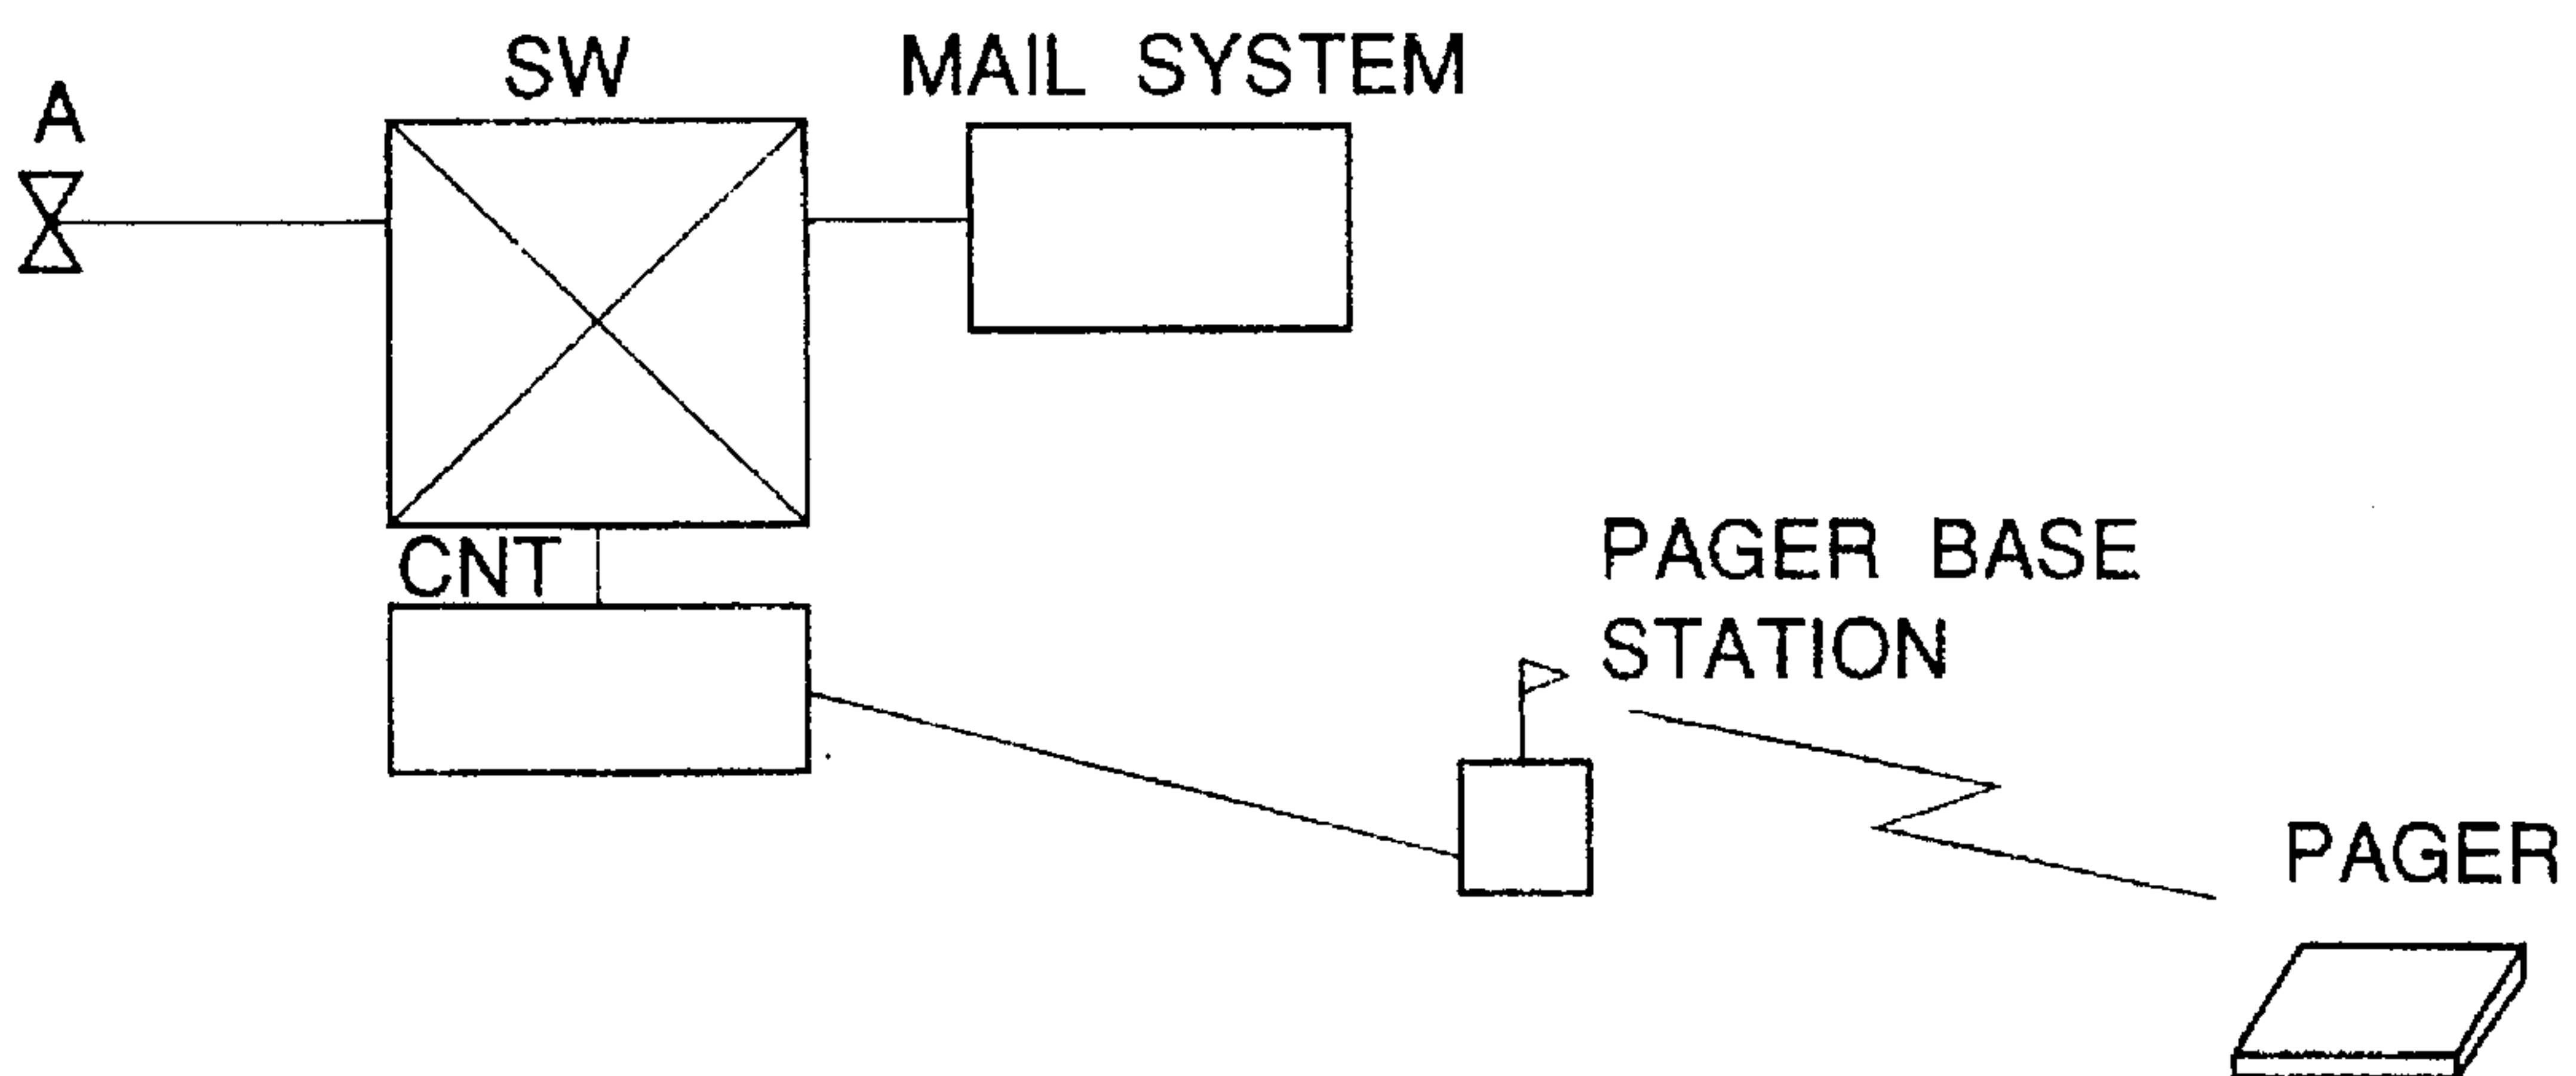 A
SW
MAIL SYSTEM
CNT
PAGER BASE
STATION
PAGER